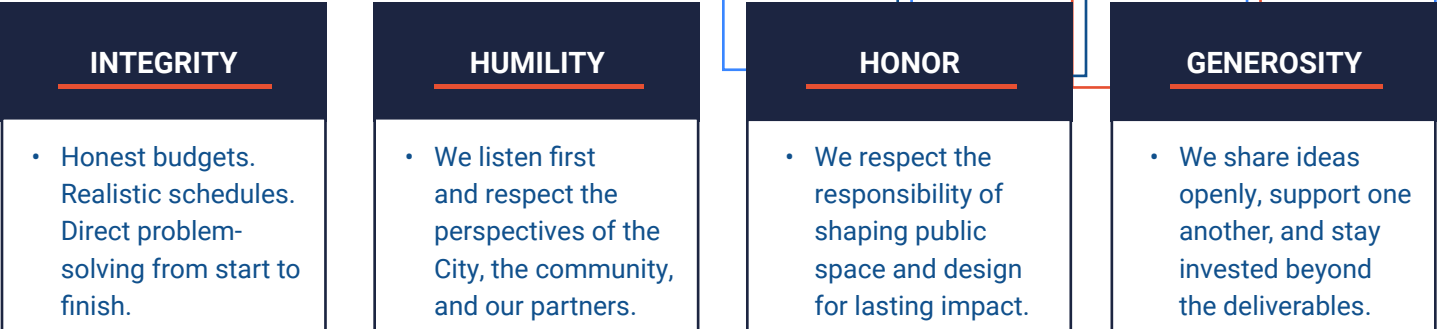 INTEGRITY
• Honest budgets.
Realistic schedules.
Direct problem-
solving from start to
finish.
HUMILITY
• We listen first
and respect the
perspectives of the
City, the community,
and our partners.
HONOR
• We respect the
responsibility of
shaping public
space and design
for lasting impact.
GENEROSITY
• We share ideas
openly, support one
another, and stay
invested beyond
the deliverables.